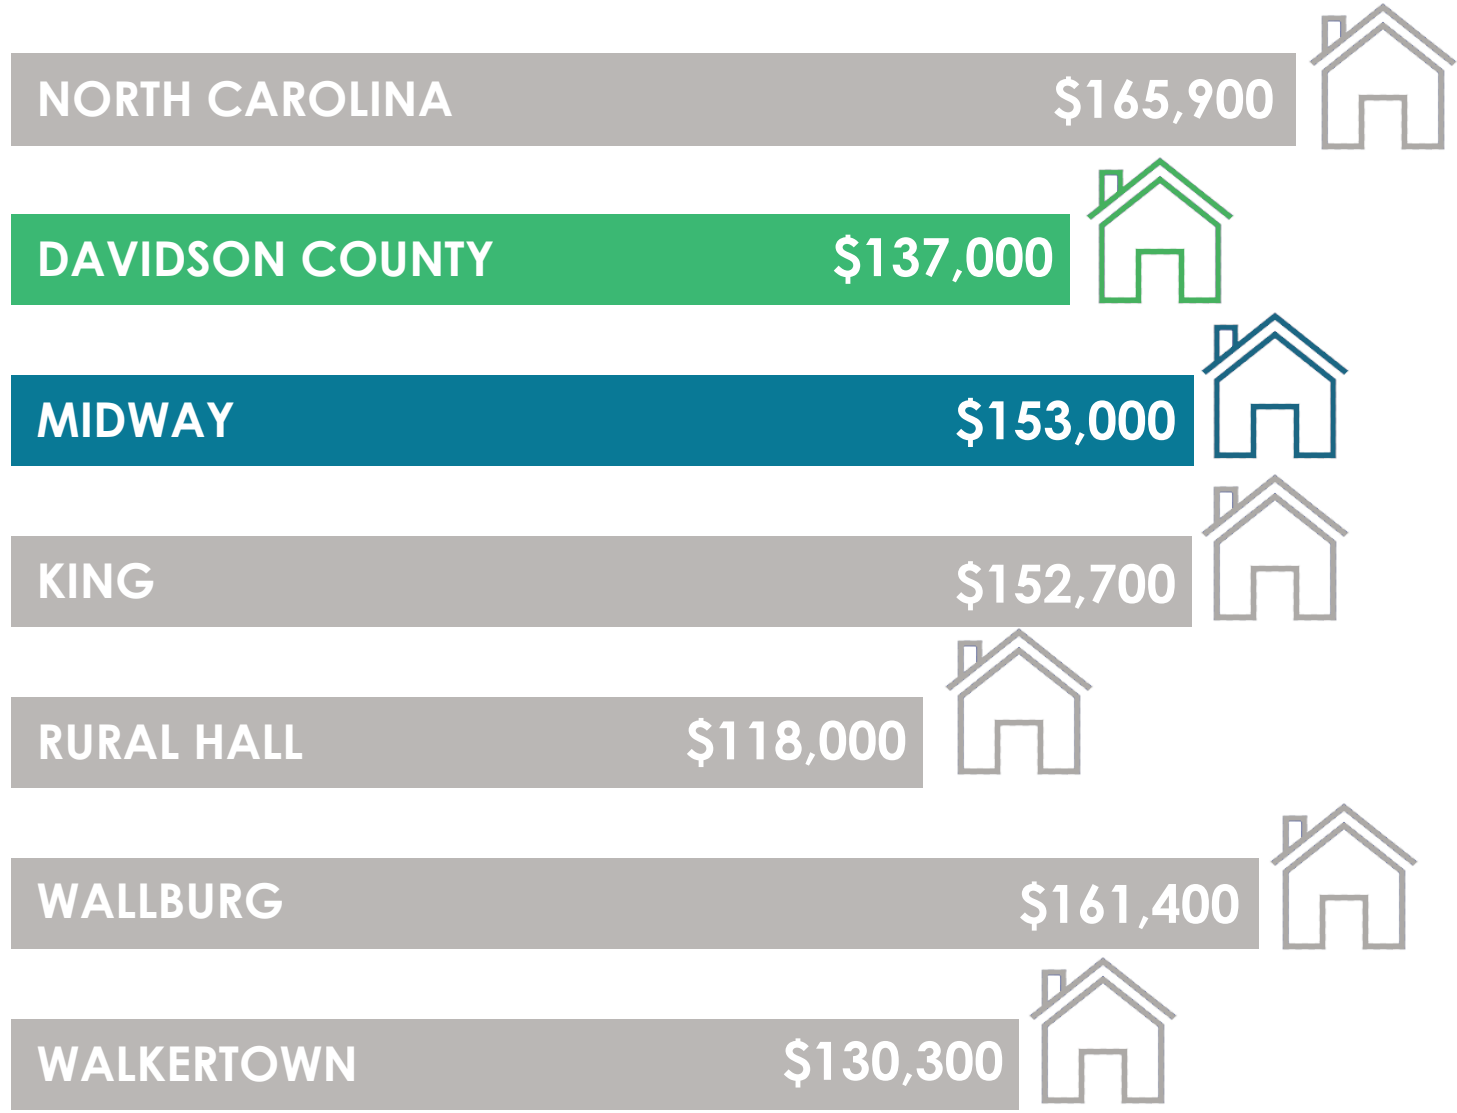 NORTH CAROLINA $165,900
DAVIDSON COUNTY $137,000
MIDWAY $153,000
KING $152,700
RURAL HALL $118,000
WALLBURG $161,400
WALKERTOWN $130,300